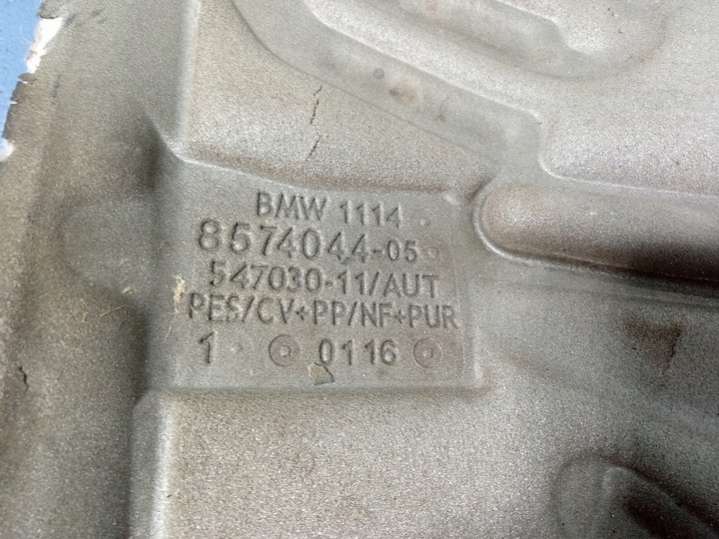 BMW 1114
8574044-05
547030-11/AUT
PES/CV+PP/NF+PUR
1 0116